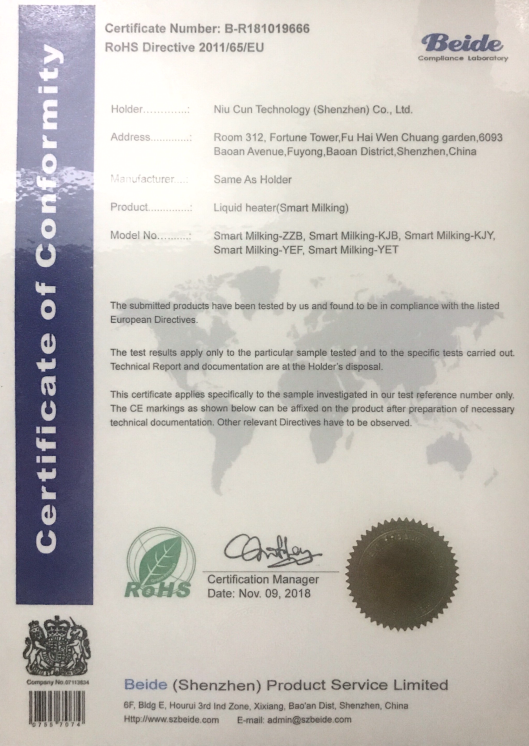 Certificate of Conformity
Certificate Number: B-R181019666
RoHS Directive 2011/65/EU
Beide
Compliance Laboratory
Holder............: Niu Cun Technology (Shenzhen) Co., Ltd.
Address...........: Room 312, Fortune Tower,Fu Hai Wen Chuang garden,6093
Baoan Avenue,Fuyong,Baoan District,Shenzhen,China
Manufacturer....: Same As Holder
Product............: Liquid heater(Smart Milking)
Model No.........: Smart Milking-ZZB, Smart Milking-KJB, Smart Milking-KJY,
Smart Milking-YEF, Smart Milking-YET
The submitted products have been tested by us and found to be in compliance with the listed
European Directives.
The test results apply only to the particular sample tested and to the specific tests carried out.
Technical Report and documentation are at the Holder's disposal.
This certificate applies specifically to the sample investigated in our test reference number only.
The CE markings as shown below can be affixed on the product after preparation of necessary
technical documentation. Other relevant Directives have to be observed.
RoHS
Certification Manager
Date: Nov. 09, 2018
Beide (Shenzhen) Product Service Limited
6F, Bldg E, Hourui 3rd Ind Zone, Xixiang, Bao'an Dist, Shenzhen, China
Http://www.szbeide.com E-mail: admin@szbeide.com